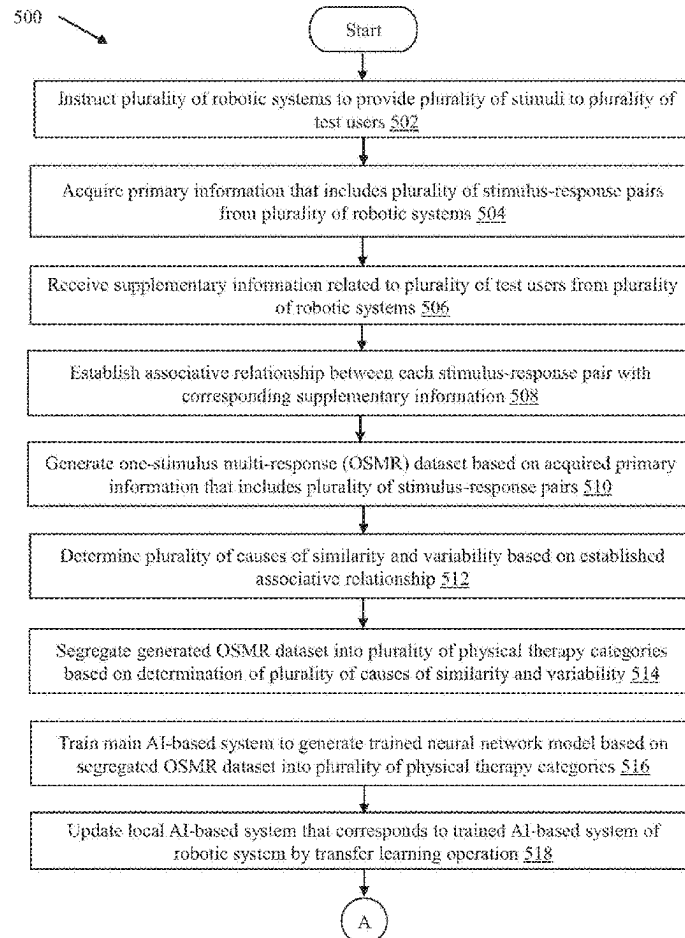 500
Start
Instruct plurality of robotic systems to provide plurality of stimuli to plurality of
test users 502
Acquire primary information that includes plurality of stimulus-response pairs
from plurality of robotic systems 504
Receive supplementary information related to plurality of test users from plurality
of robotic systems 506
Establish associative relationship between each stimulus-response pair with
corresponding supplementary information 508
Generate one-stimulus multi-response (OSMR) dataset based on acquired primary
information that includes plurality of stimulus-response pairs 510
Determine plurality of causes of similarity and variability based on established
associative relationship 512
Segregate generated OSMR dataset into plurality of physical therapy categories
based on determination of plurality of causes of similarity and variability 514
Train main AI-based system to generate trained neural network model based on
segregated OSMR dataset into plurality of physical therapy categories 516
Update local AI-based system that corresponds to trained AI-based system of
robotic system by transfer learning operation 518
A